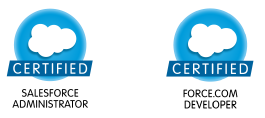 CERTIFIED
SALESFORCE
ADMINISTRATOR
CERTIFIED
FORCE.COM
DEVELOPER